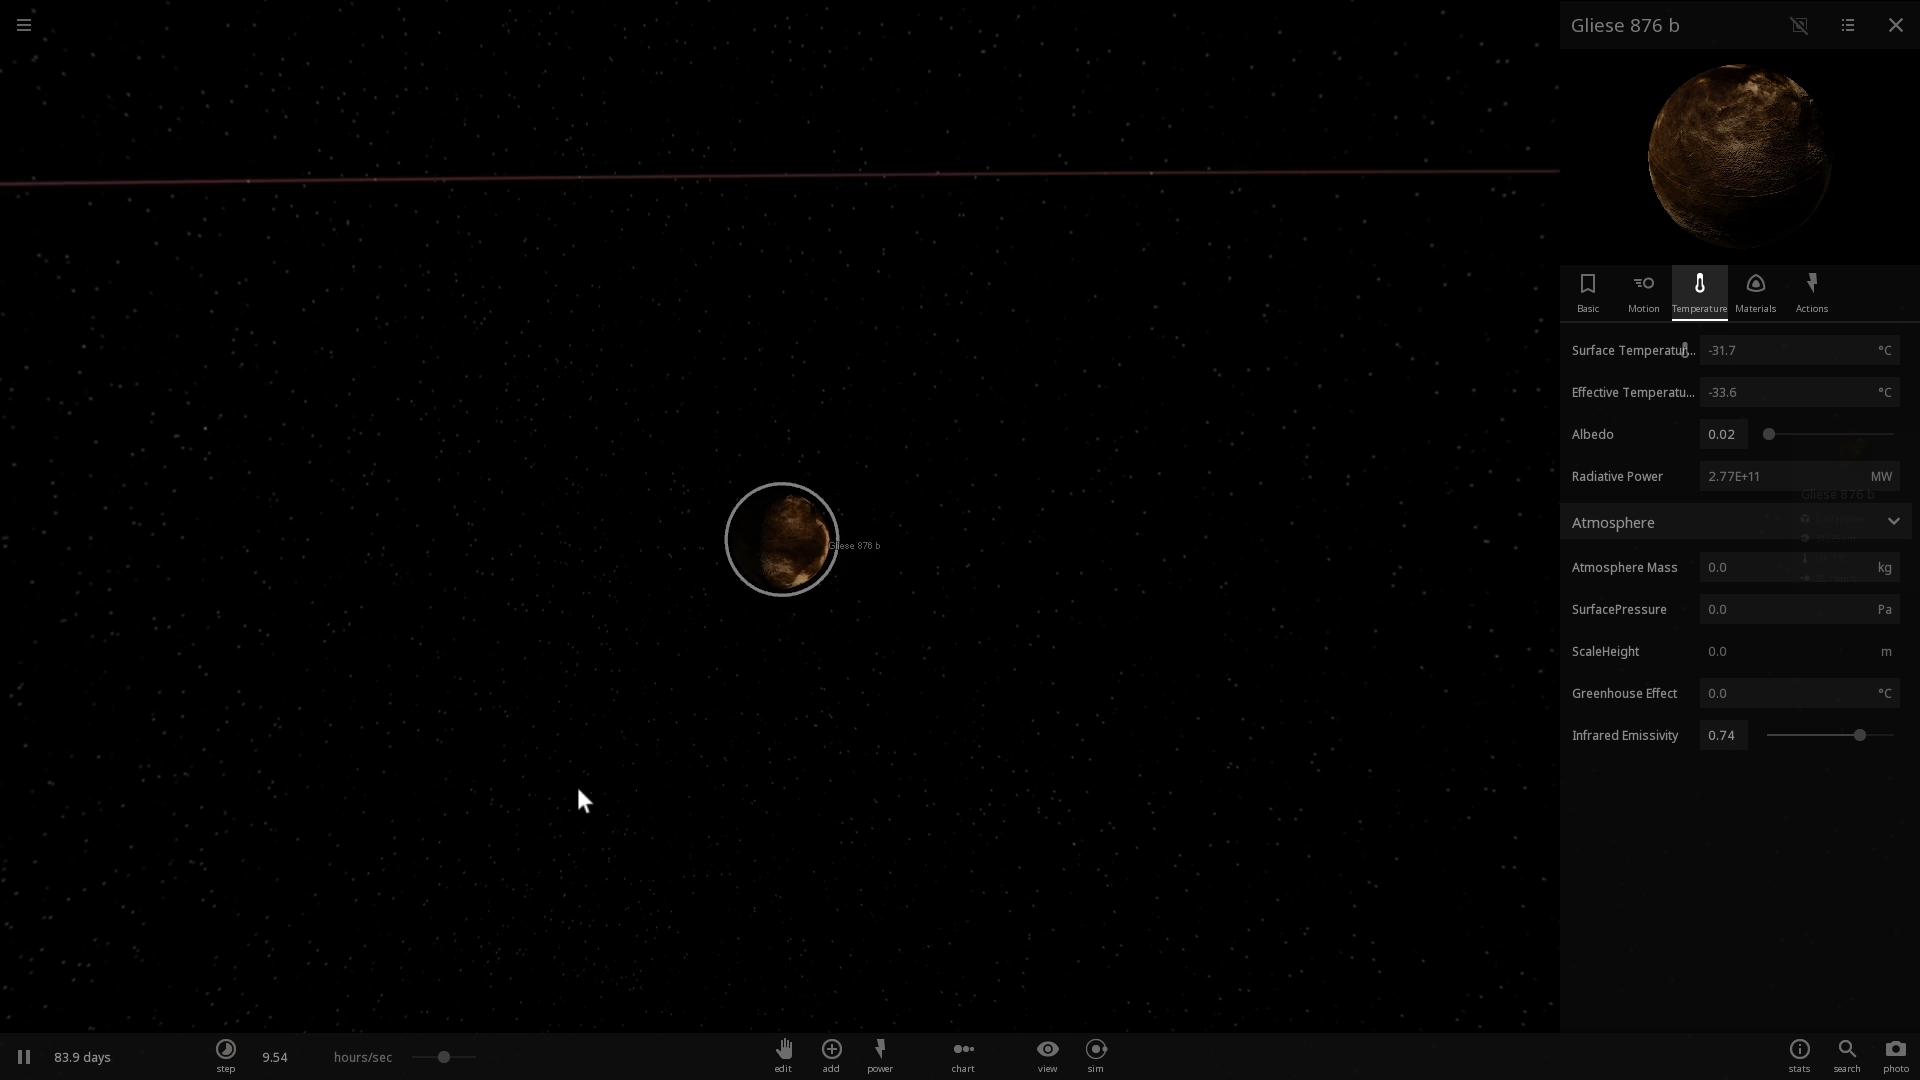 Gliese 876 b
Basic
Motion
Temperature
Materials
Actions
Surface Temperatur... -31.7 °C
Effective Temperatu... -33.6 °C
Albedo 0.02
Radiative Power 2.77E+11 MW
Gliese 876 b
Atmosphere
Atmosphere Mass 0.0 kg
SurfacePressure 0.0 Pa
ScaleHeight 0.0 m
Greenhouse Effect 0.0 °C
Infrared Emissivity 0.74
Gliese 876 b
83.9 days
step
9.54 hours/sec
edit
add
power
chart
view
sim
stats
search
photo